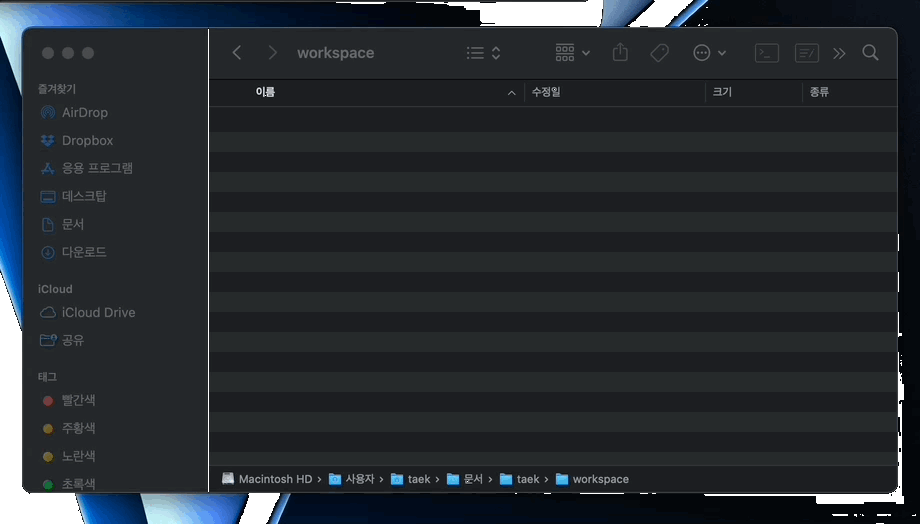 workspace
즐겨찾기
AirDrop
Dropbox
응용 프로그램
데스크탑
문서
다운로드
iCloud
iCloud Drive
공유
태그
빨간색
주황색
노란색
초록색
이름 수정일 크기 종류
Macintosh HD › 사용자 › taek › 문서 › taek › workspace